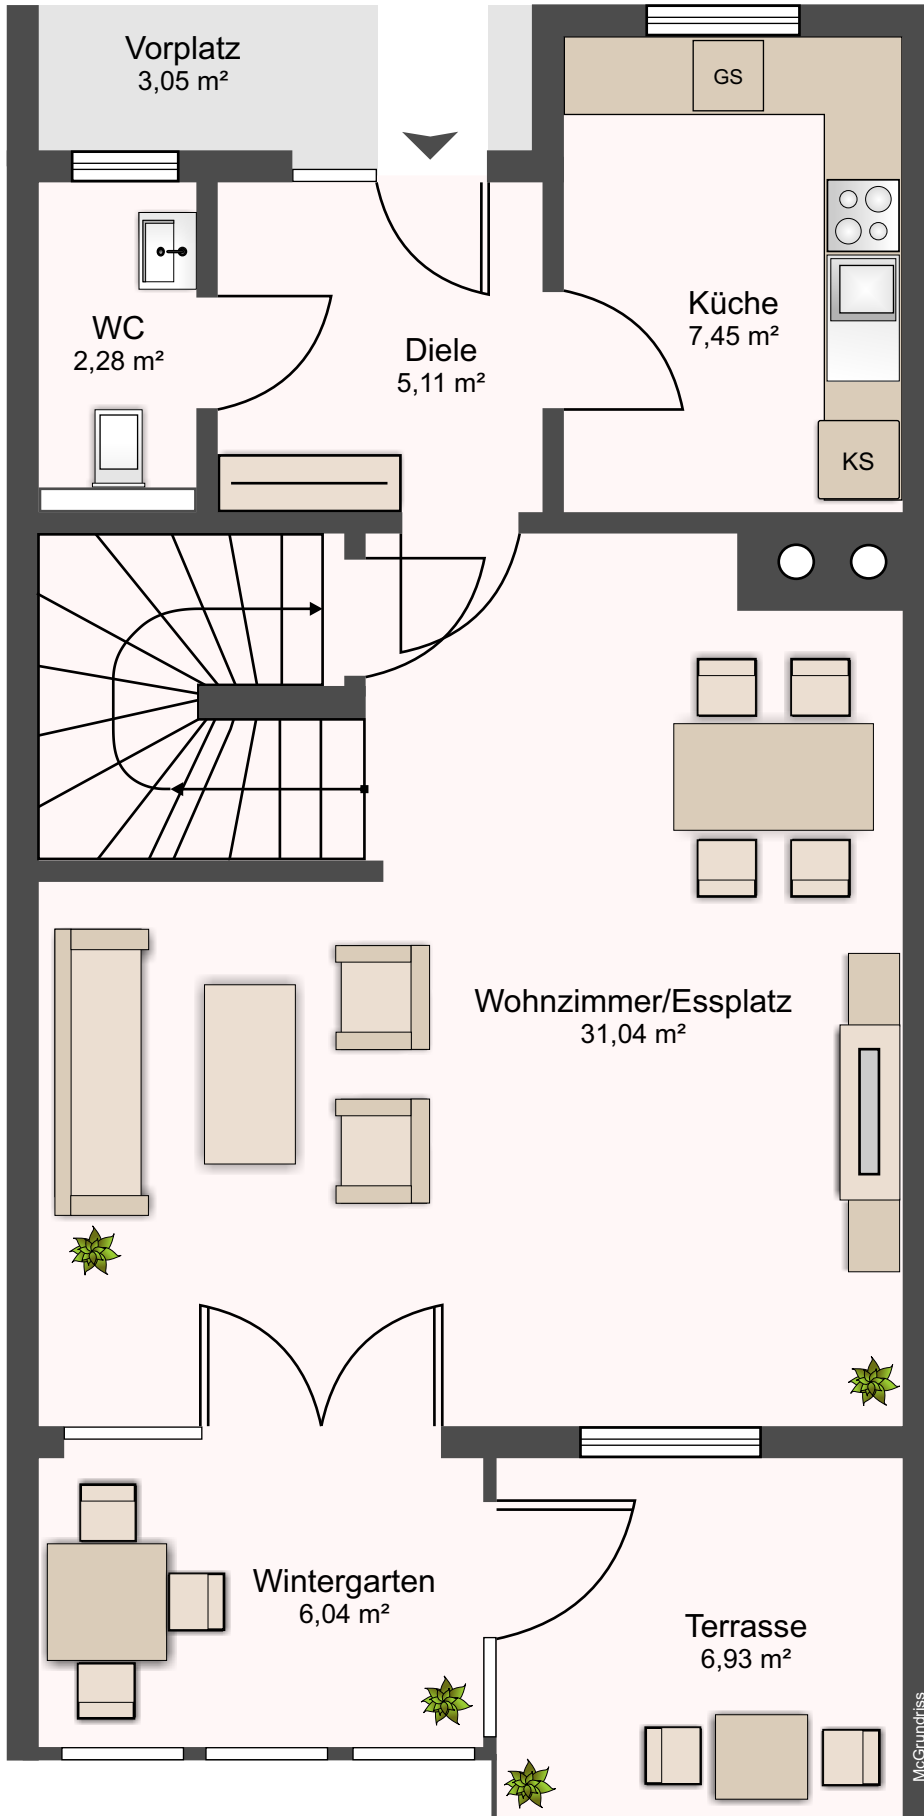 Vorplatz
3,05 m²
GS
WC
2,28 m²
Diele
5,11 m²
Küche
7,45 m²
KS
Wohnzimmer/Essplatz
31,04 m²
Wintergarten
6,04 m²
Terrasse
6,93 m²
McGrundriss